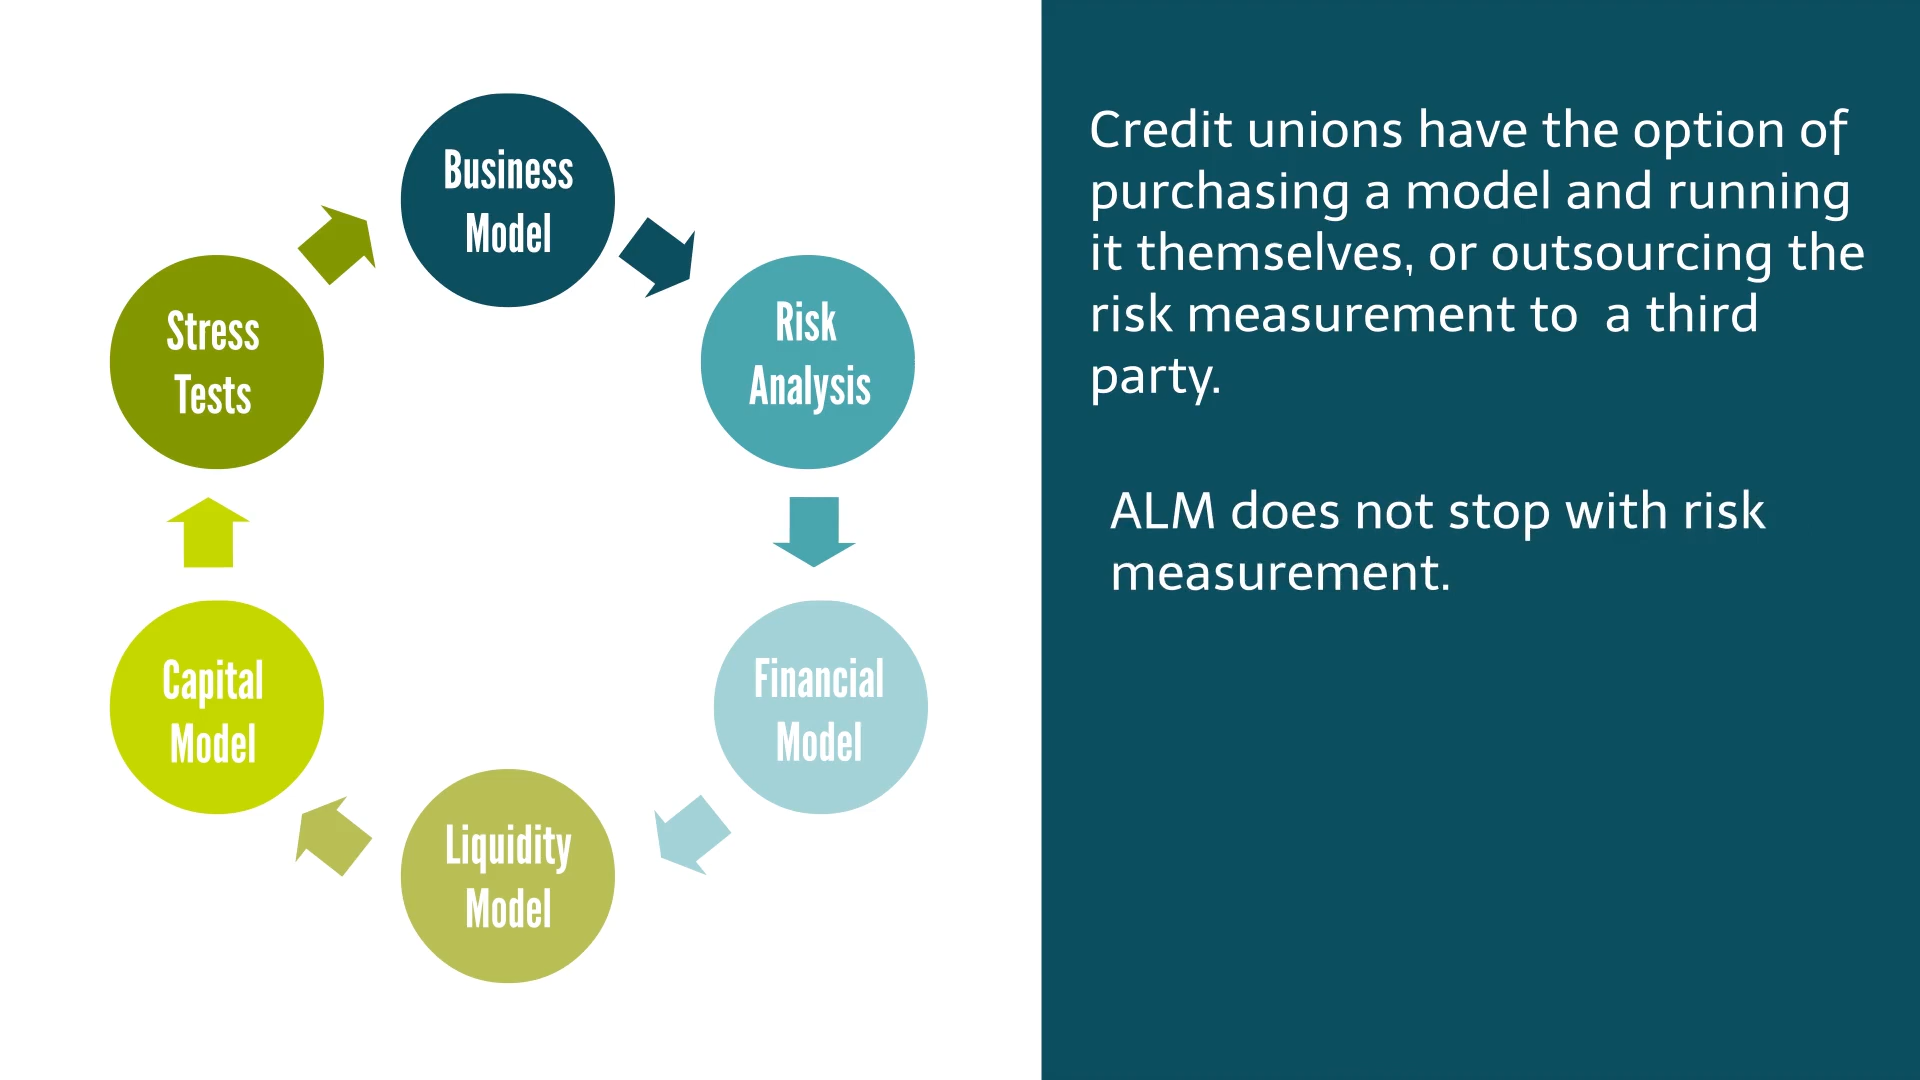 Business
Model
Risk
Analysis
Financial
Model
Liquidity
Model
Capital
Model
Stress
Tests
Credit unions have the option of
purchasing a model and running
it themselves, or outsourcing the
risk measurement to  a third
party.
ALM does not stop with risk
measurement.